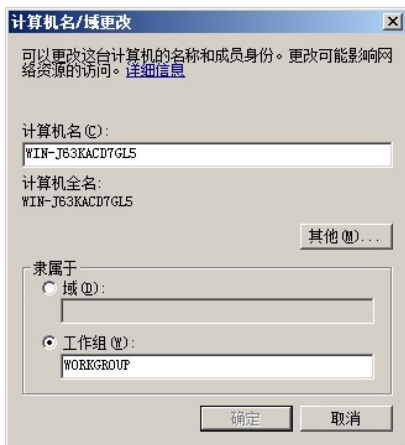 计算机名/域更改
可以更改这台计算机的名称和成员身份。更改可能影响网
络资源的访问。详细信息
计算机名(C):
WIN-J63KACD7GL5
计算机全名:
WIN-J63KACD7GL5
其他(M)...
隶属于
域(D):
工作组(W):
WORKGROUP
确定
取消